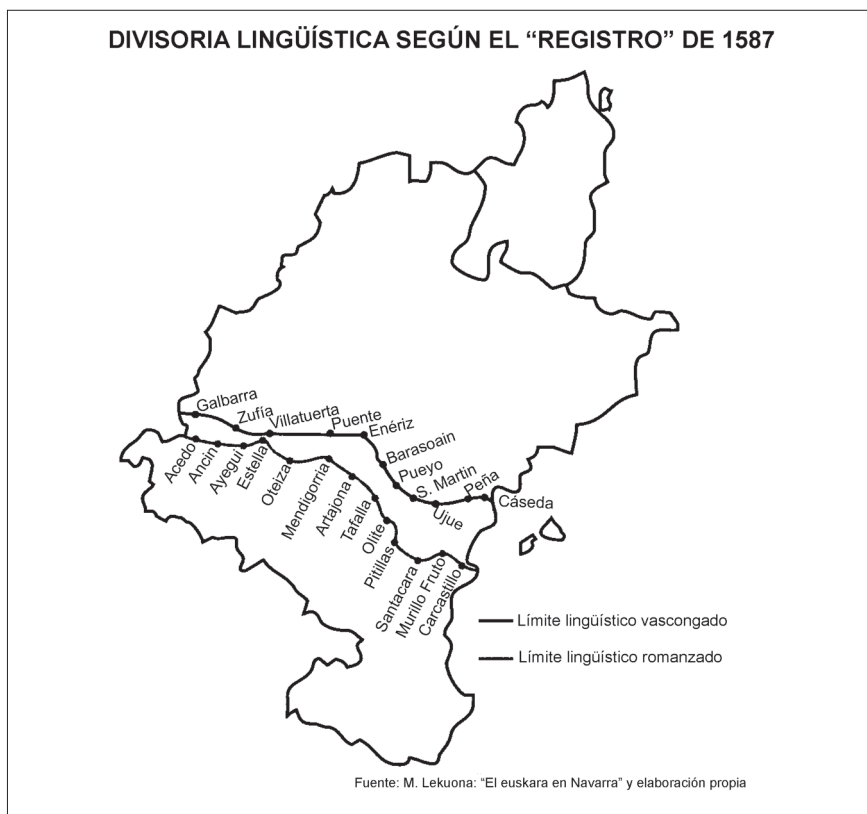 DIVISORIA LINGÜÍSTICA SEGÚN EL “REGISTRO” DE 1587
Galbarra
Zufía
Villatuerta
Puente
Enériz
Barasoain
Pueyo
S. Martin
Ujue
Peña
Cáseda
Acedo
Ancin
Ayegui
Estella
Oteiza
Mendigorria
Artajona
Tafalla
Olite
Pitillas
Santacara
Murillo Fruto
Carcastillo
Límite lingüístico vascongado
Límite lingüístico romanzado
Fuente: M. Lekuona: “El euskara en Navarra” y elaboración propia